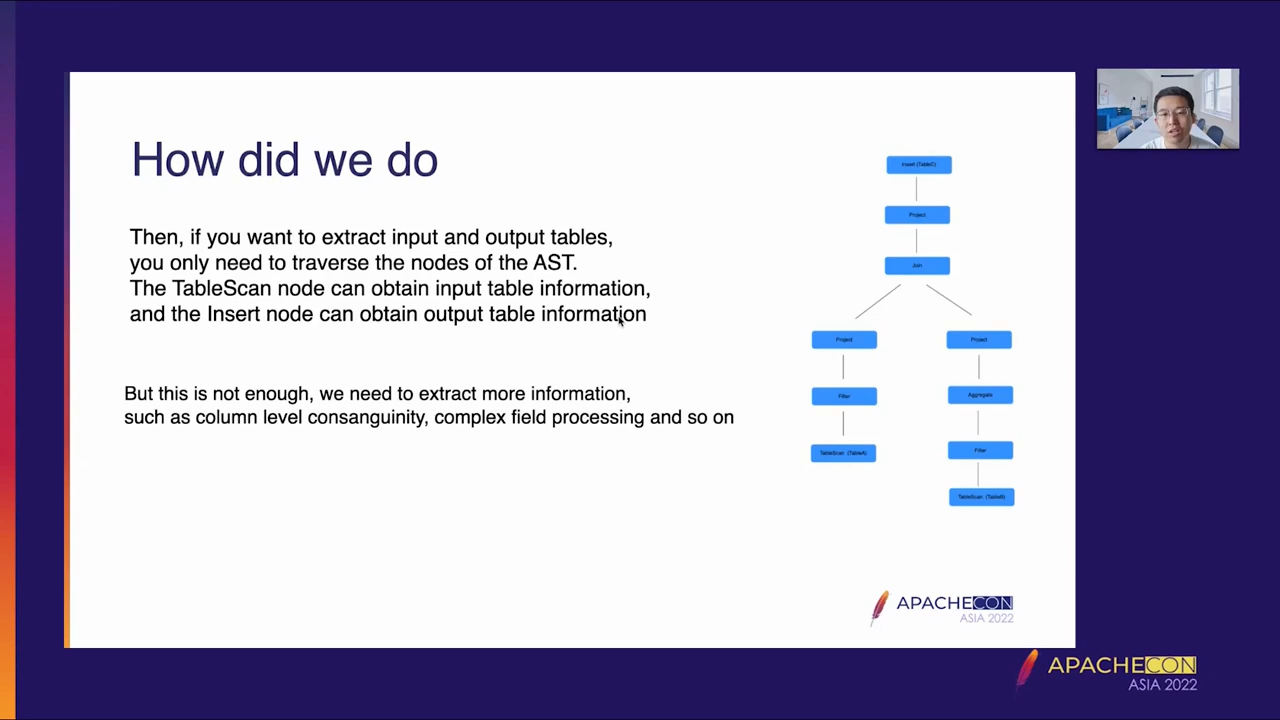 How did we do
Then, if you want to extract input and output tables,
you only need to traverse the nodes of the AST.
The TableScan node can obtain input table information,
and the Insert node can obtain output table information
But this is not enough, we need to extract more information,
such as column level consanguinity, complex field processing and so on
Insert (TableC)
Project
Join
Project
Project
Filter
Aggregate
TableScan (TableA)
Filter
TableScan (TableB)
APACHECON
ASIA 2022
APACHECON
ASIA 2022